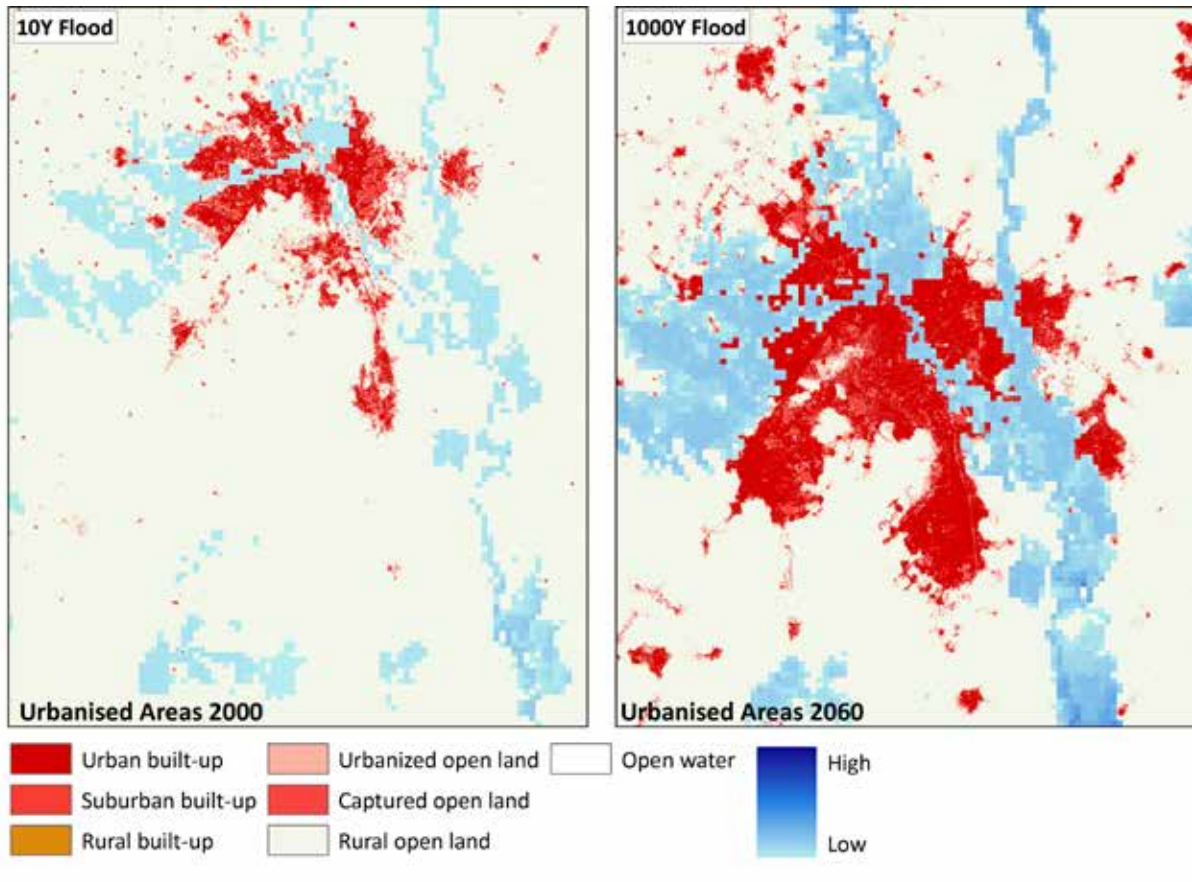 10Y Flood
1000Y Flood
Urbanised Areas 2000
Urbanised Areas 2060
Urban built-up
Urbanized open land
Open water
High
Suburban built-up
Captured open land
Rural built-up
Rural open land
Low